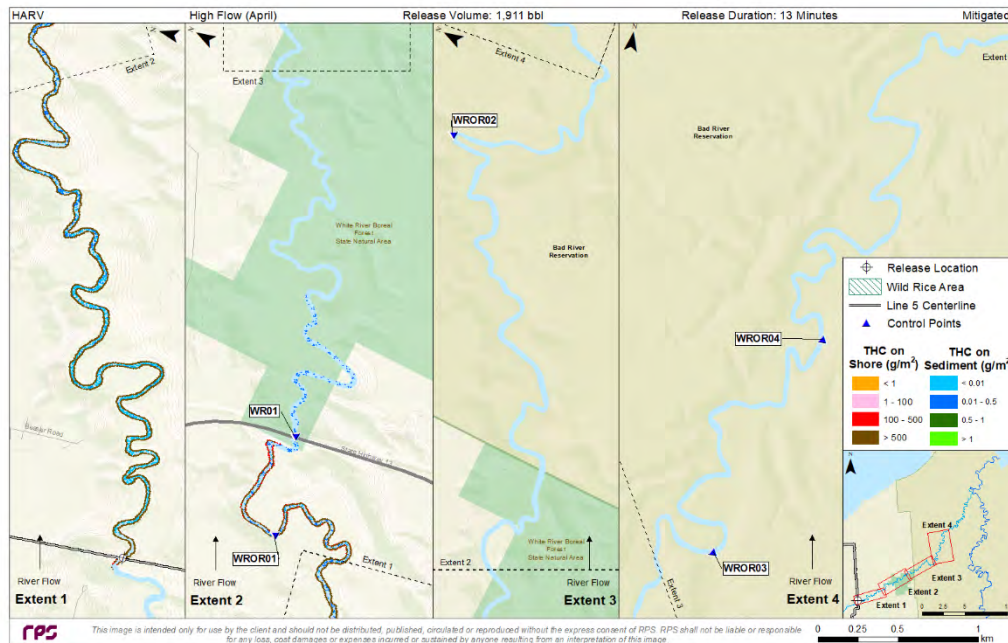 HARV
High Flow (April)
Release Volume: 1,911 bbl
Release Duration: 13 Minutes
Mitigated
N
Extent 2
River Flow
Extent 1
N
Extent 3
White River Boreal
Forest
State Natural Area
WR01
WROR01
Extent 1
River Flow
Extent 2
N
Extent 4
WROR02
Bad River
Reservation
White River Boreal
Forest
State Natural Area
Extent 2
River Flow
Extent 3
N
Extent
Bad River
Reservation
Bad River
Reservation
WROR04
WROR03
Extent 3
River Flow
Extent 4
Release Location
Wild Rice Area
Line 5 Centerline
Control Points
THC on
Shore (g/m²)
< 1
1 - 100
100 - 500
> 500
THC on
Sediment (g/m²)
< 0.01
0.01 - 0.5
0.5 - 1
> 1
N
Extent 4
Extent 3
Extent 2
Extent 1
0 2.5 5
rps
This image is intended only for use by the client and should not be distributed, published, circulated or reproduced without the express consent of RPS. RPS shall not be liable or responsible
for any loss, cost damages or expenses incurred or sustained by anyone resulting from an interpretation of this image.
0 0.25 0.5 1
km